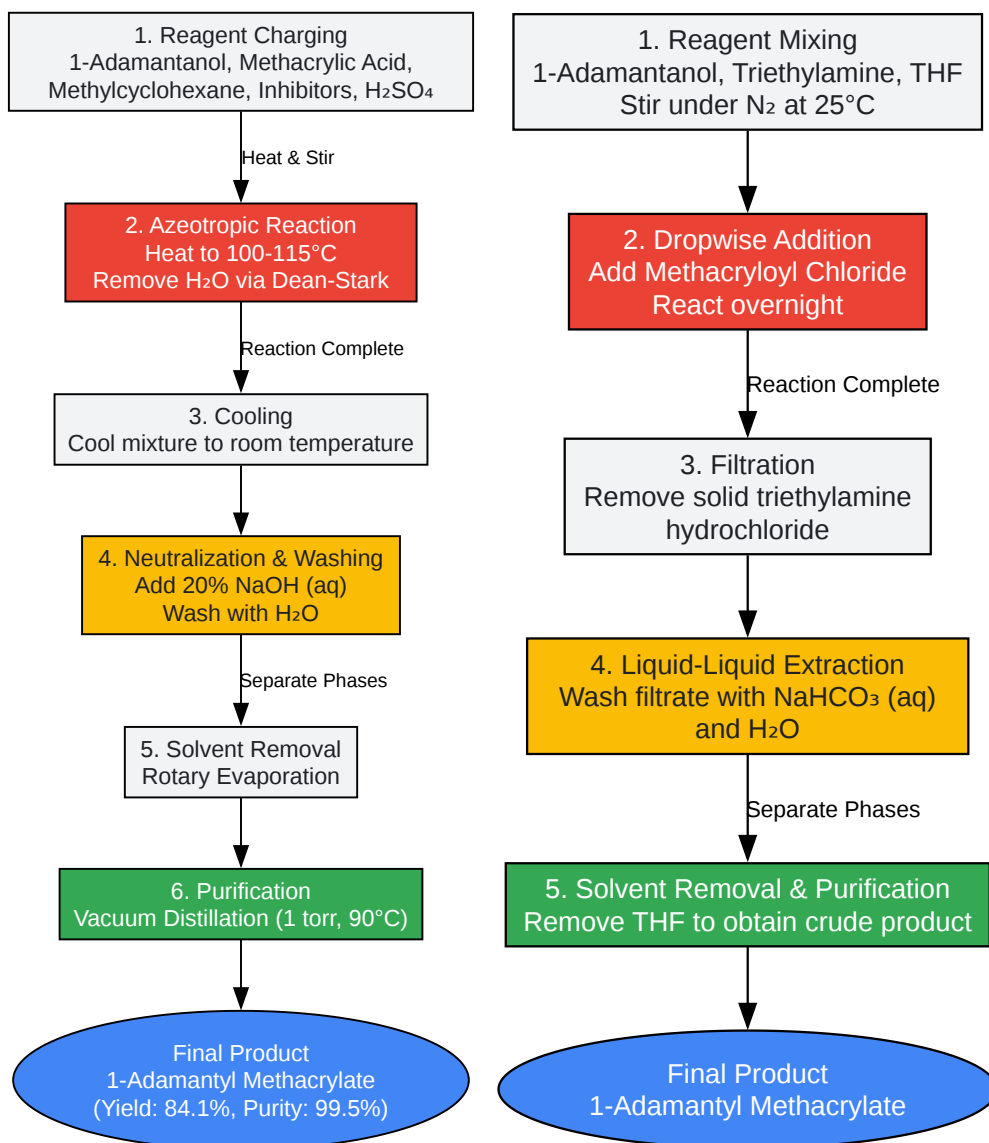 1. Reagent Charging
1-Adamantanol, Methacrylic Acid,
Methylcyclohexane, Inhibitors, H₂SO₄
Heat & Stir
2. Azeotropic Reaction
Heat to 100-115°C
Remove H₂O via Dean-Stark
Reaction Complete
3. Cooling
Cool mixture to room temperature
4. Neutralization & Washing
Add 20% NaOH (aq)
Wash with H₂O
Separate Phases
5. Solvent Removal
Rotary Evaporation
6. Purification
Vacuum Distillation (1 torr, 90°C)
Final Product
1-Adamantyl Methacrylate
(Yield: 84.1%, Purity: 99.5%)
1. Reagent Mixing
1-Adamantanol, Triethylamine, THF
Stir under N₂ at 25°C
2. Dropwise Addition
Add Methacryloyl Chloride
React overnight
Reaction Complete
3. Filtration
Remove solid triethylamine
hydrochloride
4. Liquid-Liquid Extraction
Wash filtrate with NaHCO₃ (aq)
and H₂O
Separate Phases
5. Solvent Removal & Purification
Remove THF to obtain crude product
Final Product
1-Adamantyl Methacrylate